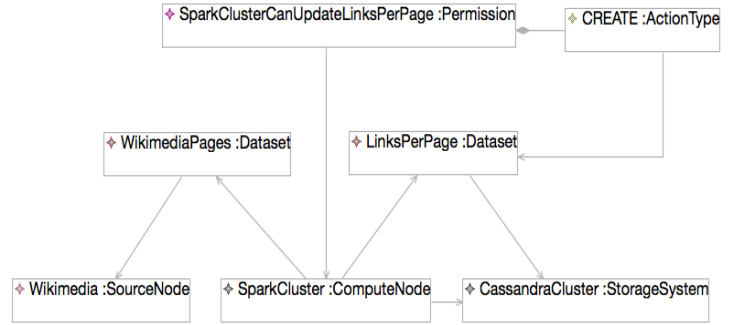 SparkClusterCanUpdateLinksPerPage :Permission
CREATE :ActionType
WikimediaPages :Dataset
LinksPerPage :Dataset
Wikimedia :SourceNode
SparkCluster :ComputeNode
CassandraCluster :StorageSystem